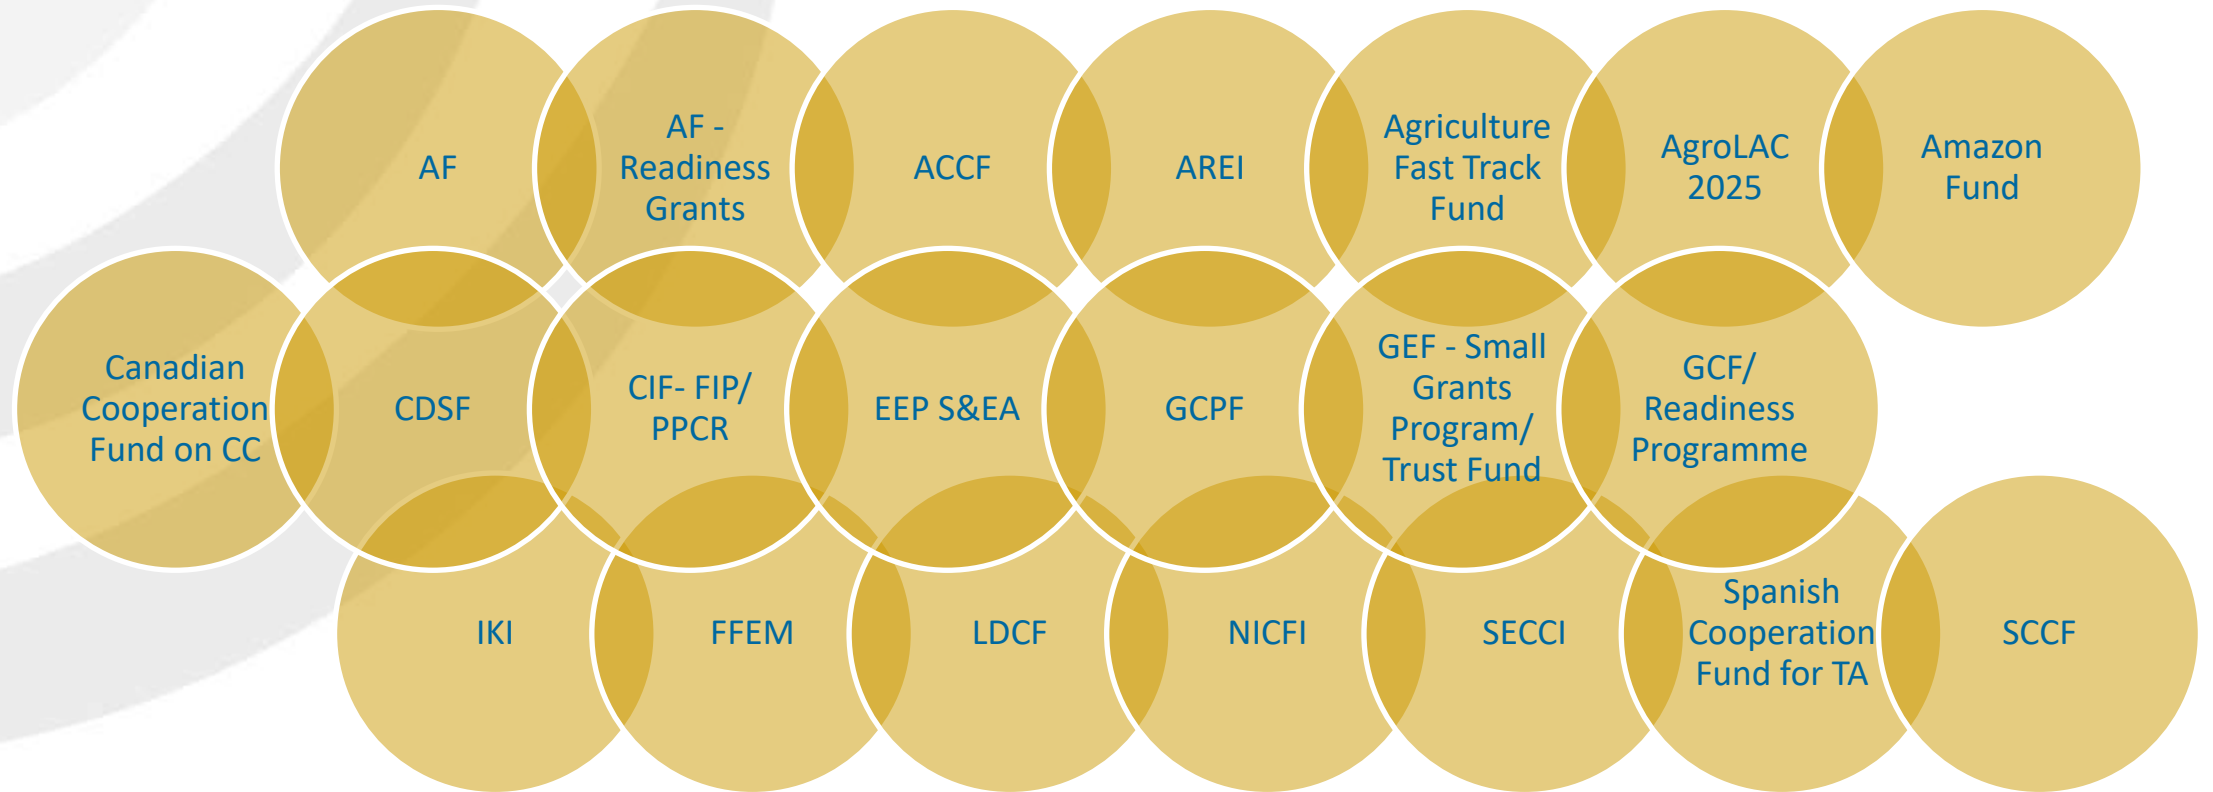 AF
AF -
Readiness
Grants
ACCF
AREI
Agriculture
Fast Track
Fund
AgroLAC
2025
Amazon
Fund
Canadian
Cooperation
Fund on CC
CDSF
CIF- FIP/
PPCR
EEP S&EA
GCPF
GEF - Small
Grants
Program/
Trust Fund
GCF/
Readiness
Programme
IKI
FFEM
LDCF
NICFI
SECCI
Spanish
Cooperation
Fund for TA
SCCF